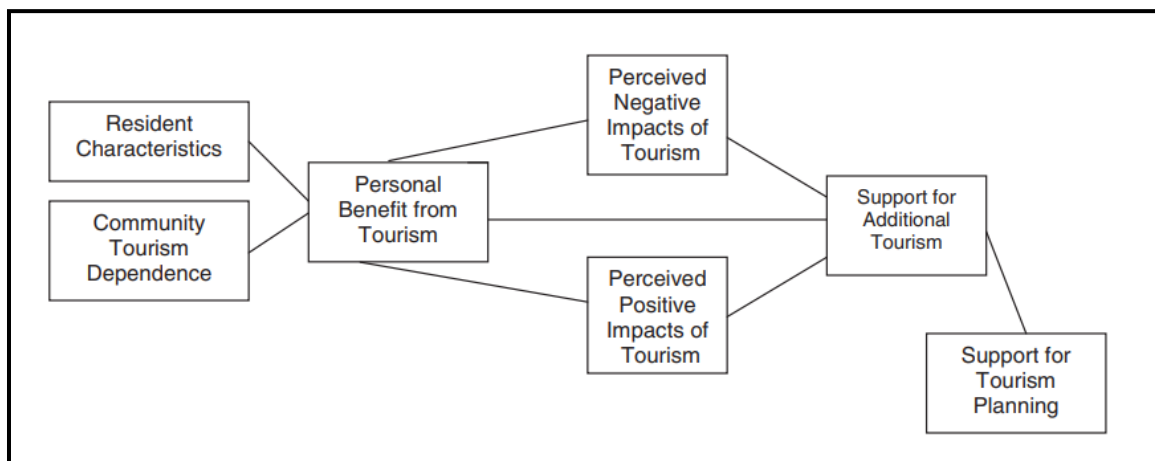 Resident
Characteristics
Community
Tourism
Dependence
Personal
Benefit from
Tourism
Perceived
Negative
Impacts of
Tourism
Perceived
Positive
Impacts of
Tourism
Support for
Additional
Tourism
Support for
Tourism
Planning